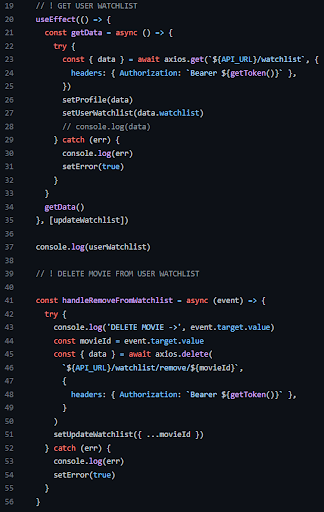 19 // ! GET USER WATCHLIST
20 useEffect(() => {
21 const getData = async () => {
22 try {
23 const { data } = await axios.get(`${API_URL}/watchlist`, {
24 headers: { Authorization: `Bearer ${getToken()}` },
25 })
26 setProfile(data)
27 setUserWatchlist(data.watchlist)
28 // console.log(data)
29 } catch (err) {
30 console.log(err)
31 setError(true)
32 }
33 }
34 getData()
35 }, [updateWatchlist])
36
37 console.log(userWatchlist)
38
39 // ! DELETE MOVIE FROM USER WATCHLIST
40
41 const handleRemoveFromWatchlist = async (event) => {
42 try {
43 console.log('DELETE MOVIE ->', event.target.value)
44 const movieId = event.target.value
45 const { data } = await axios.delete(
46 `${API_URL}/watchlist/remove/${movieId}`,
47 {
48 headers: { Authorization: `Bearer ${getToken()}` },
49 }
50 )
51 setUpdateWatchlist({ ...movieId })
52 } catch (err) {
53 console.log(err)
54 setError(true)
55 }
56 }